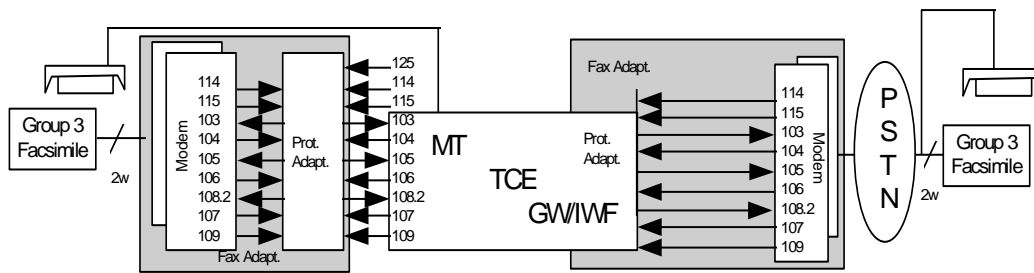 Group 3
Facsimile
2w
Modem
114
115
103
104
105
106
108.2
107
109
Fax Adapt.
Prot.
Adapt.
125
114
115
103
104
105
106
108.2
107
109
MT
TCE
GW/IWF
Fax Adapt.
Prot.
Adapt.
114
115
103
104
105
106
108.2
107
109
Modem
P
S
T
N
2w
Group 3
Facsimile